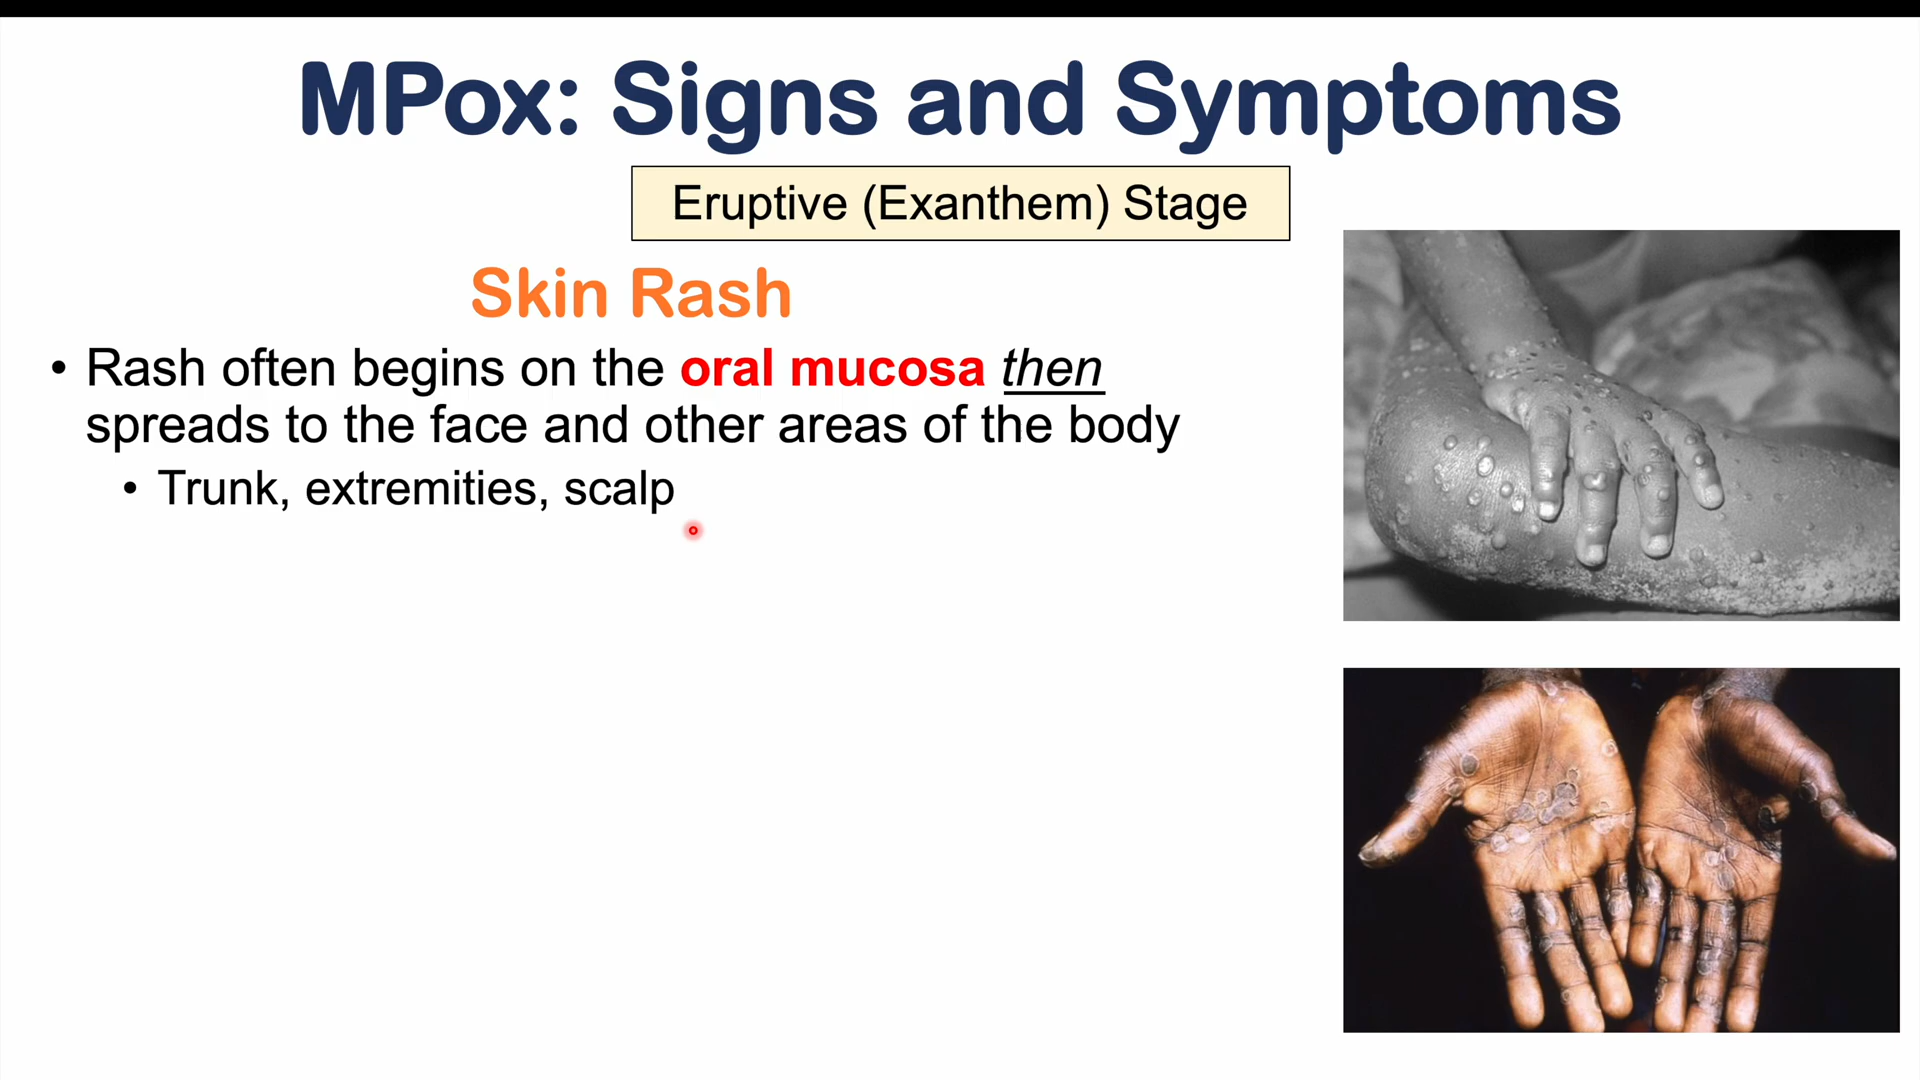 MPox: Signs and Symptoms
Eruptive (Exanthem) Stage
Skin Rash
• Rash often begins on the oral mucosa then
spreads to the face and other areas of the body
• Trunk, extremities, scalp